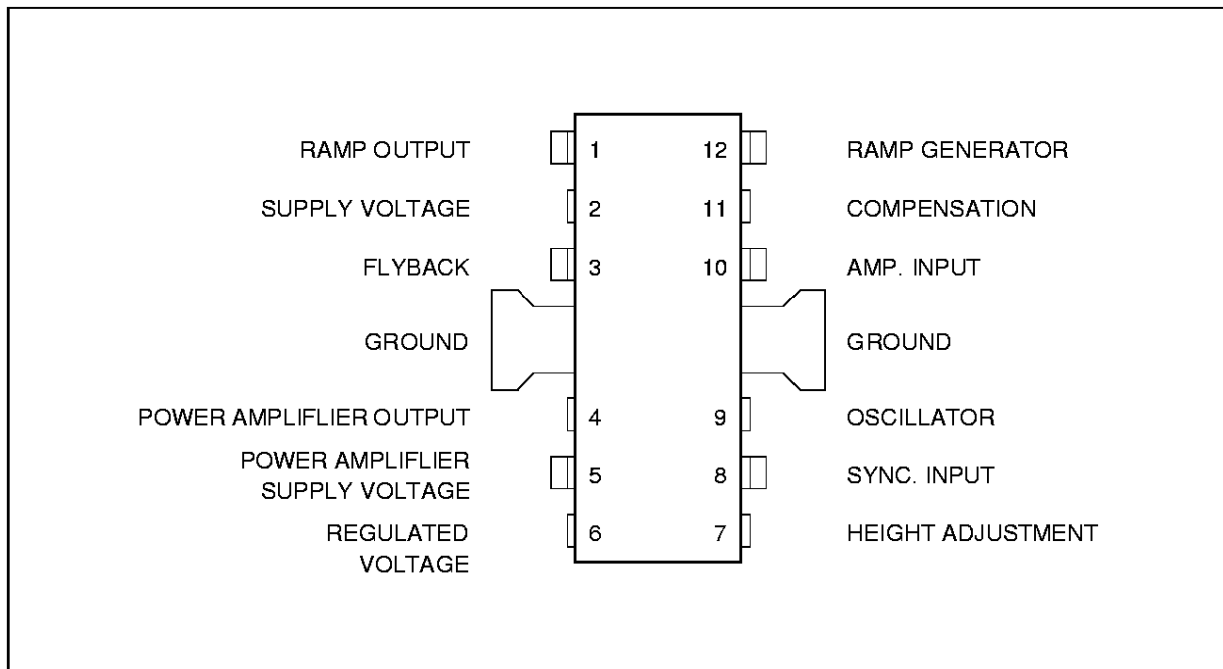 RAMP OUTPUT 1 12 RAMP GENERATOR
SUPPLY VOLTAGE 2 11 COMPENSATION
FLYBACK 3 10 AMP. INPUT
GROUND GROUND
POWER AMPLIFLIER OUTPUT 4 9 OSCILLATOR
POWER AMPLIFLIER
SUPPLY VOLTAGE 5 8 SYNC. INPUT
REGULATED 6 7 HEIGHT ADJUSTMENT
VOLTAGE